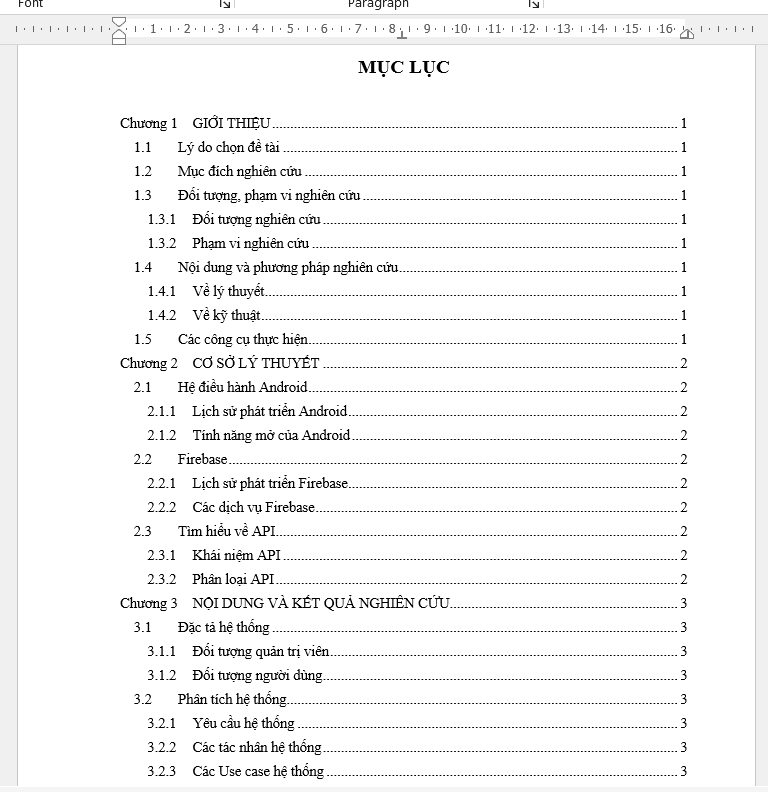 Font
Paragraph
1 2 3 4 5 6 7 8 9 10 11 12 13 14 15 16
MỤC LỤC
Chương 1 GIỚI THIỆU 1
1.1 Lý do chọn đề tài 1
1.2 Mục đích nghiên cứu 1
1.3 Đối tượng, phạm vi nghiên cứu 1
1.3.1 Đối tượng nghiên cứu 1
1.3.2 Phạm vi nghiên cứu 1
1.4 Nội dung và phương pháp nghiên cứu 1
1.4.1 Về lý thuyết 1
1.4.2 Về kỹ thuật 1
1.5 Các công cụ thực hiện 1
Chương 2 CƠ SỞ LÝ THUYẾT 2
2.1 Hệ điều hành Android 2
2.1.1 Lịch sử phát triển Android 2
2.1.2 Tính năng mở của Android 2
2.2 Firebase 2
2.2.1 Lịch sử phát triển Firebase 2
2.2.2 Các dịch vụ Firebase 2
2.3 Tìm hiểu về API 2
2.3.1 Khái niệm API 2
2.3.2 Phân loại API 2
Chương 3 NỘI DUNG VÀ KẾT QUẢ NGHIÊN CỨU 3
3.1 Đặc tả hệ thống 3
3.1.1 Đối tượng quản trị viên 3
3.1.2 Đối tượng người dùng 3
3.2 Phân tích hệ thống 3
3.2.1 Yêu cầu hệ thống 3
3.2.2 Các tác nhân hệ thống 3
3.2.3 Các Use case hệ thống 3